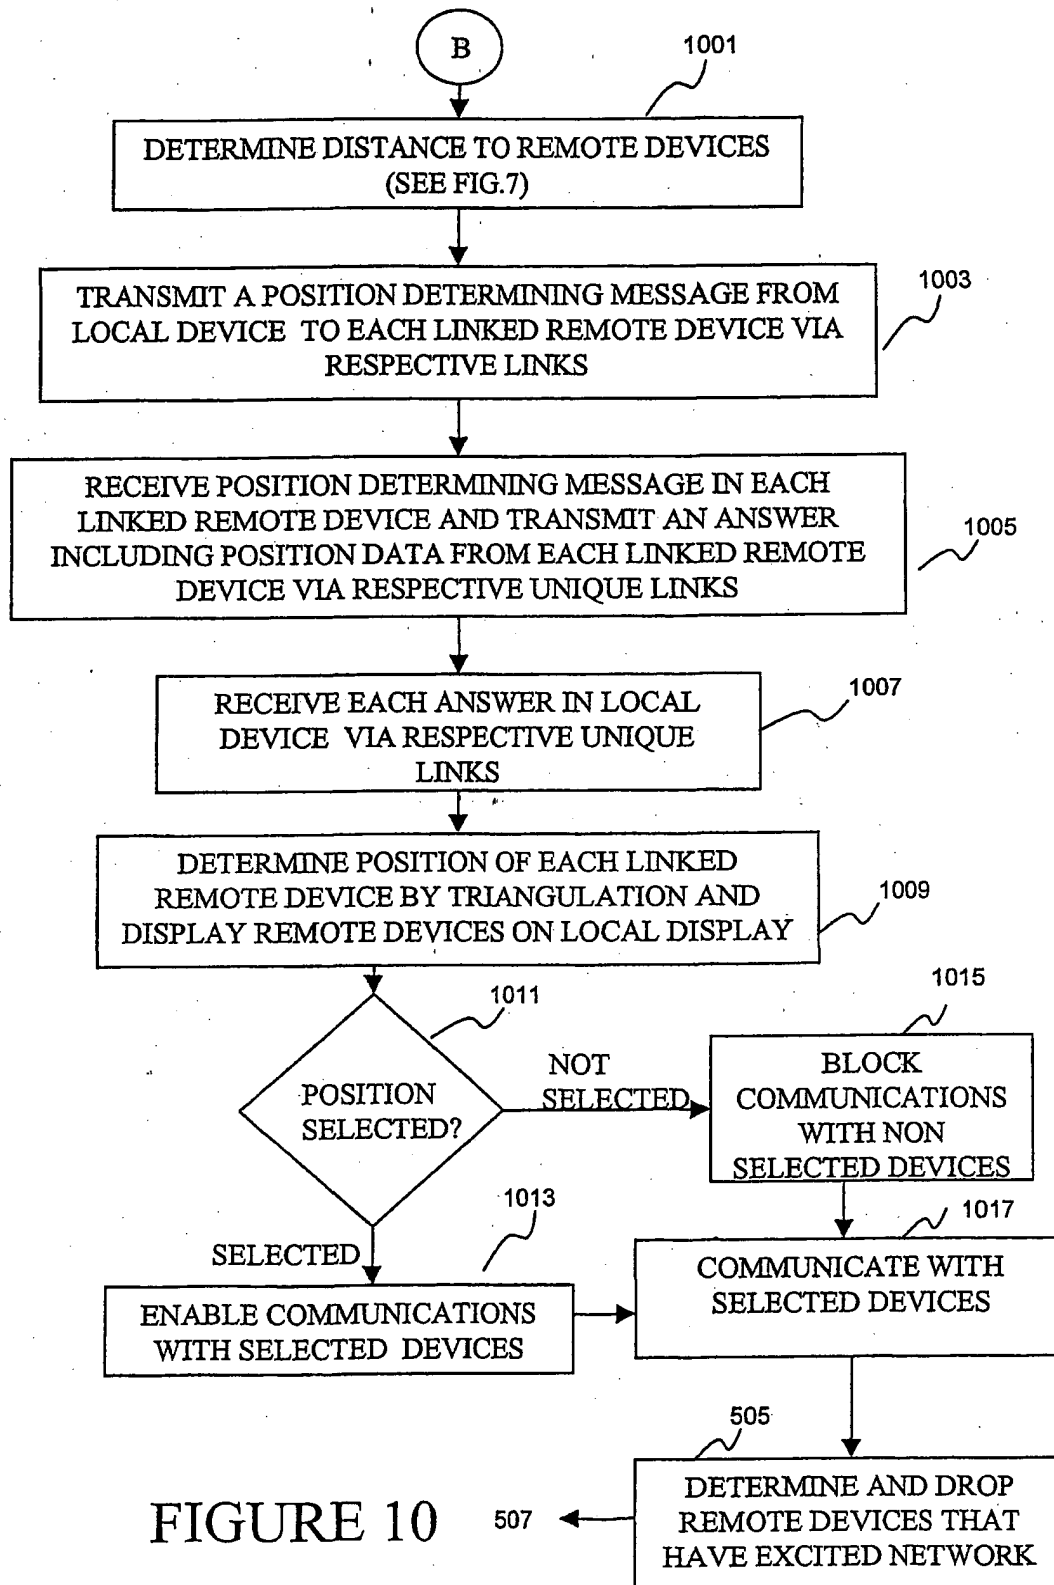 B
1001
DETERMINE DISTANCE TO REMOTE DEVICES
(SEE FIG.7)
1003
TRANSMIT A POSITION DETERMINING MESSAGE FROM
LOCAL DEVICE TO EACH LINKED REMOTE DEVICE VIA
RESPECTIVE LINKS
RECEIVE POSITION DETERMINING MESSAGE IN EACH
LINKED REMOTE DEVICE AND TRANSMIT AN ANSWER
INCLUDING POSITION DATA FROM EACH LINKED REMOTE
DEVICE VIA RESPECTIVE UNIQUE LINKS
1005
RECEIVE EACH ANSWER IN LOCAL
DEVICE VIA RESPECTIVE UNIQUE
LINKS
1007
DETERMINE POSITION OF EACH LINKED
REMOTE DEVICE BY TRIANGULATION AND
DISPLAY REMOTE DEVICES ON LOCAL DISPLAY
1009
1011
POSITION
SELECTED?
NOT
SELECTED
1015
BLOCK
COMMUNICATIONS
WITH NON
SELECTED DEVICES
SELECTED
1013
ENABLE COMMUNICATIONS
WITH SELECTED DEVICES
1017
COMMUNICATE WITH
SELECTED DEVICES
505
DETERMINE AND DROP
REMOTE DEVICES THAT
HAVE EXCITED NETWORK
507
FIGURE 10